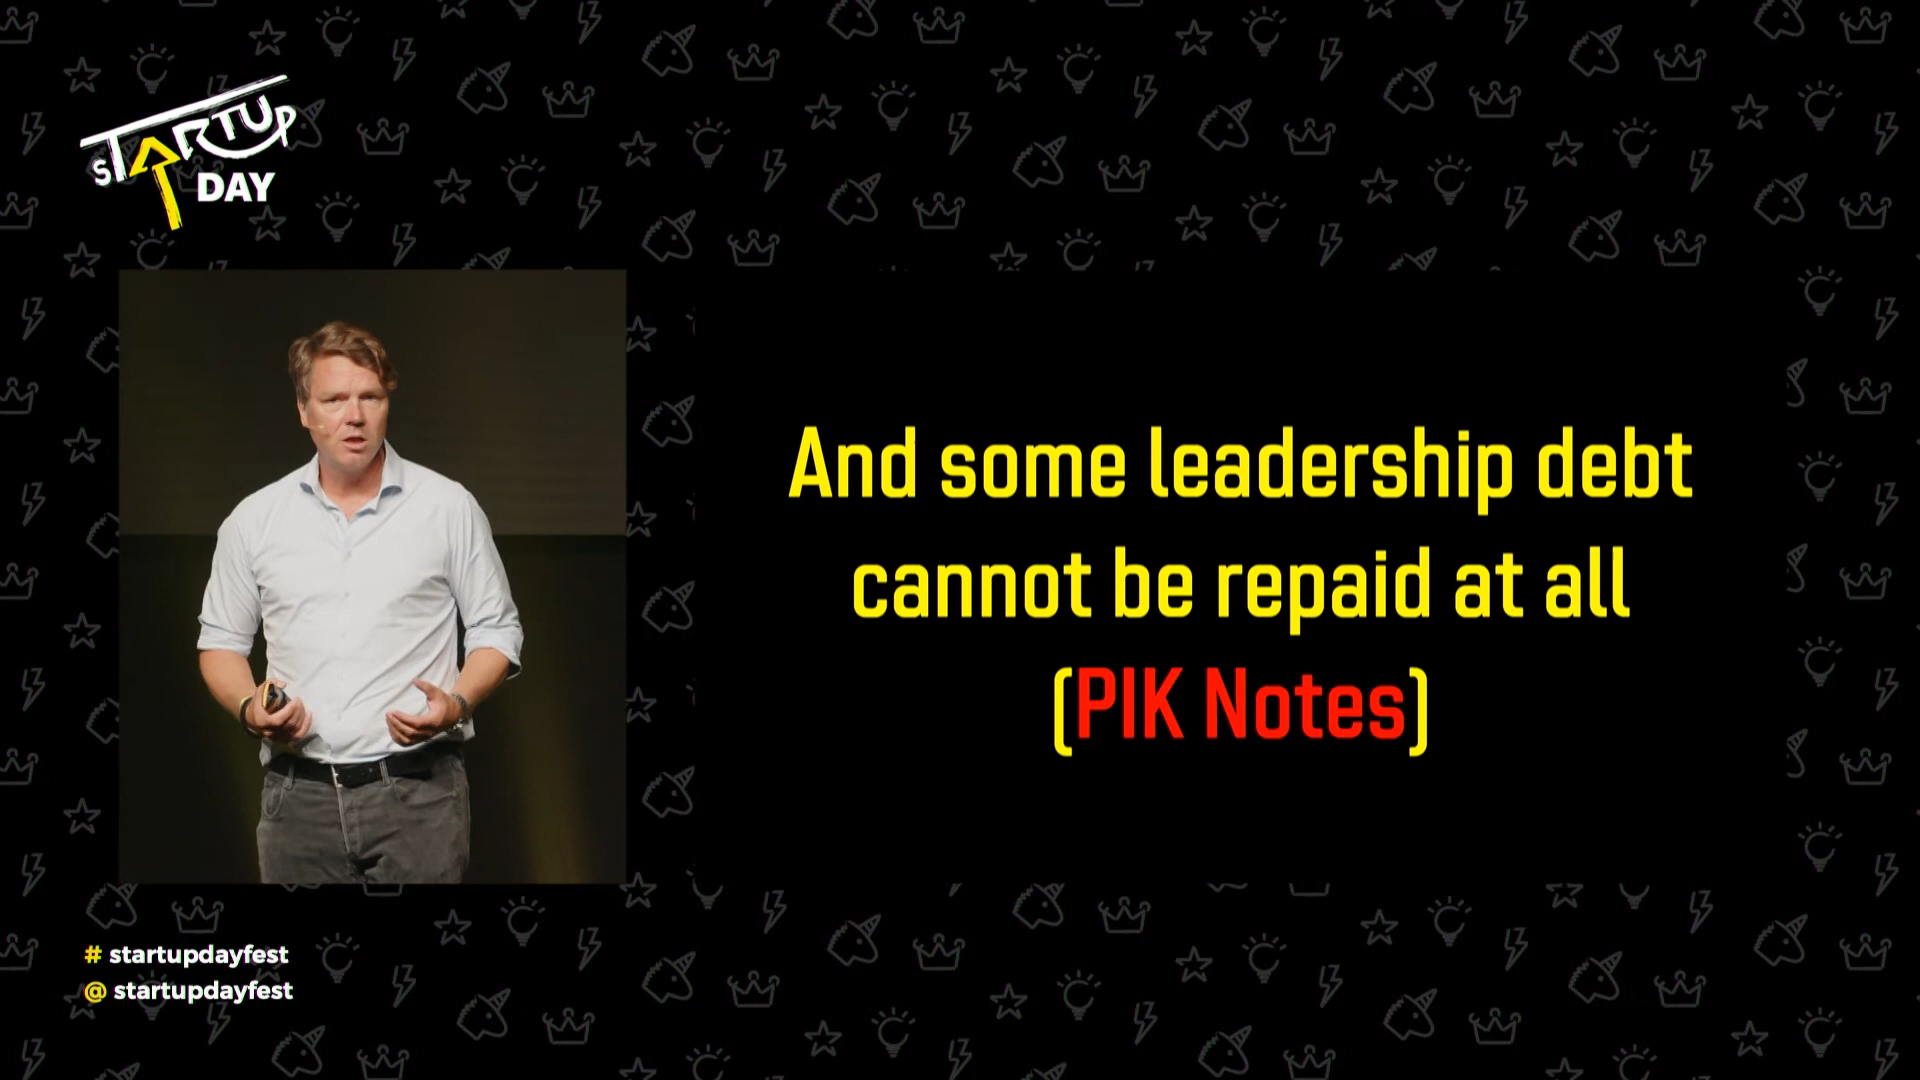 STARTUP
DAY
And some leadership debt
cannot be repaid at all
(PIK Notes)
# startupdayfest
@ startupdayfest